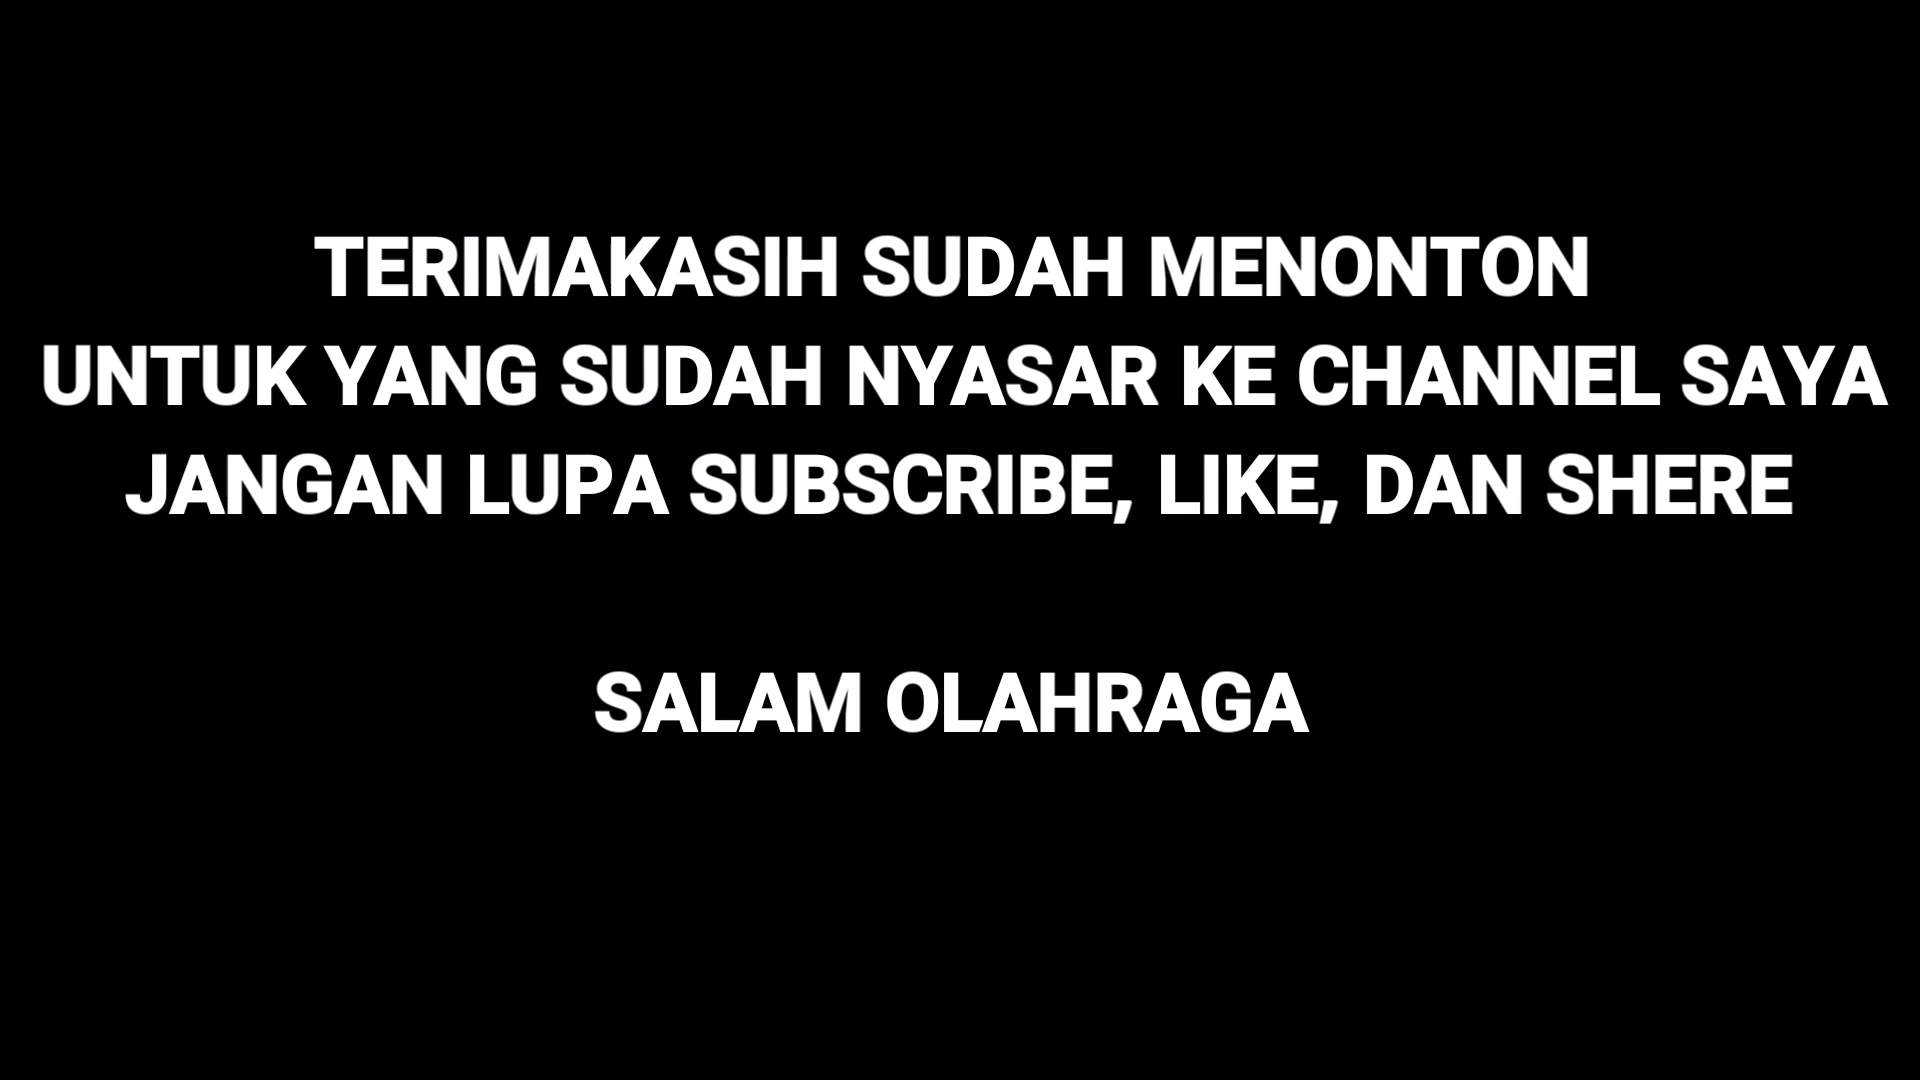 TERIMAKASIH SUDAH MENONTON
UNTUK YANG SUDAH NYASAR KE CHANNEL SAYA
JANGAN LUPA SUBSCRIBE, LIKE, DAN SHERE
SALAM OLAHRAGA